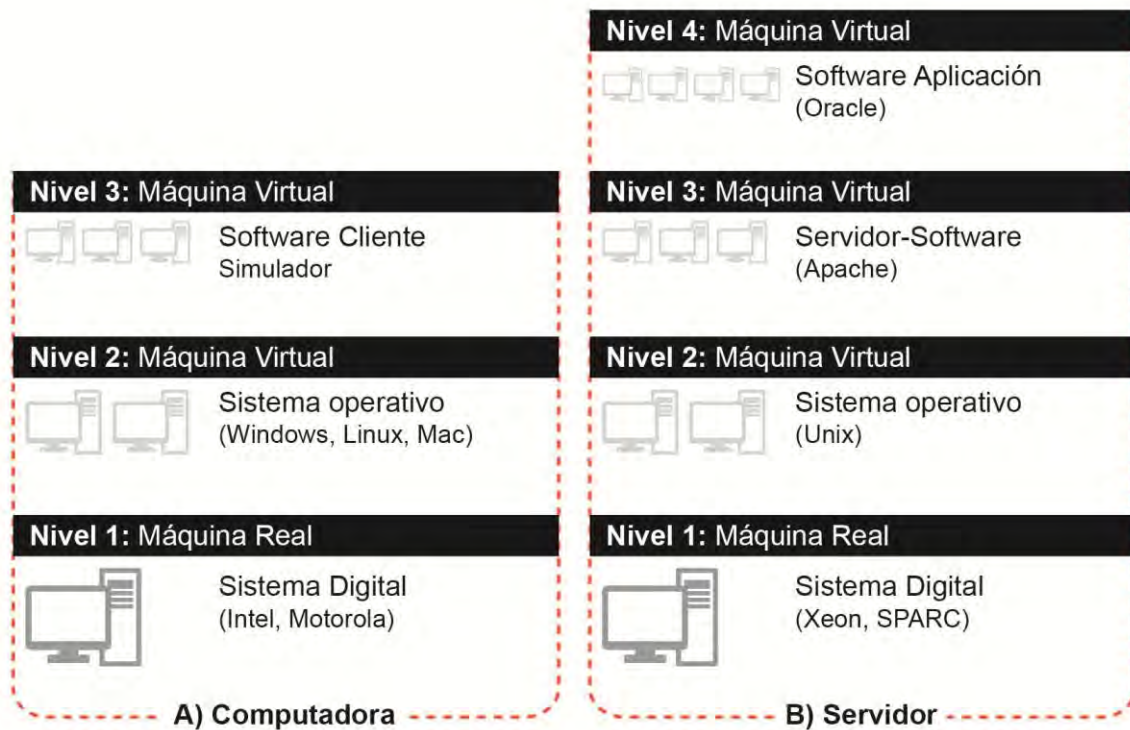 Nivel 3: Máquina Virtual
Software Cliente
Simulador
Nivel 2: Máquina Virtual
Sistema operativo
(Windows, Linux, Mac)
Nivel 1: Máquina Real
Sistema Digital
(Intel, Motorola)
A) Computadora
Nivel 4: Máquina Virtual
Software Aplicación
(Oracle)
Nivel 3: Máquina Virtual
Servidor-Software
(Apache)
Nivel 2: Máquina Virtual
Sistema operativo
(Unix)
Nivel 1: Máquina Real
Sistema Digital
(Xeon, SPARC)
B) Servidor